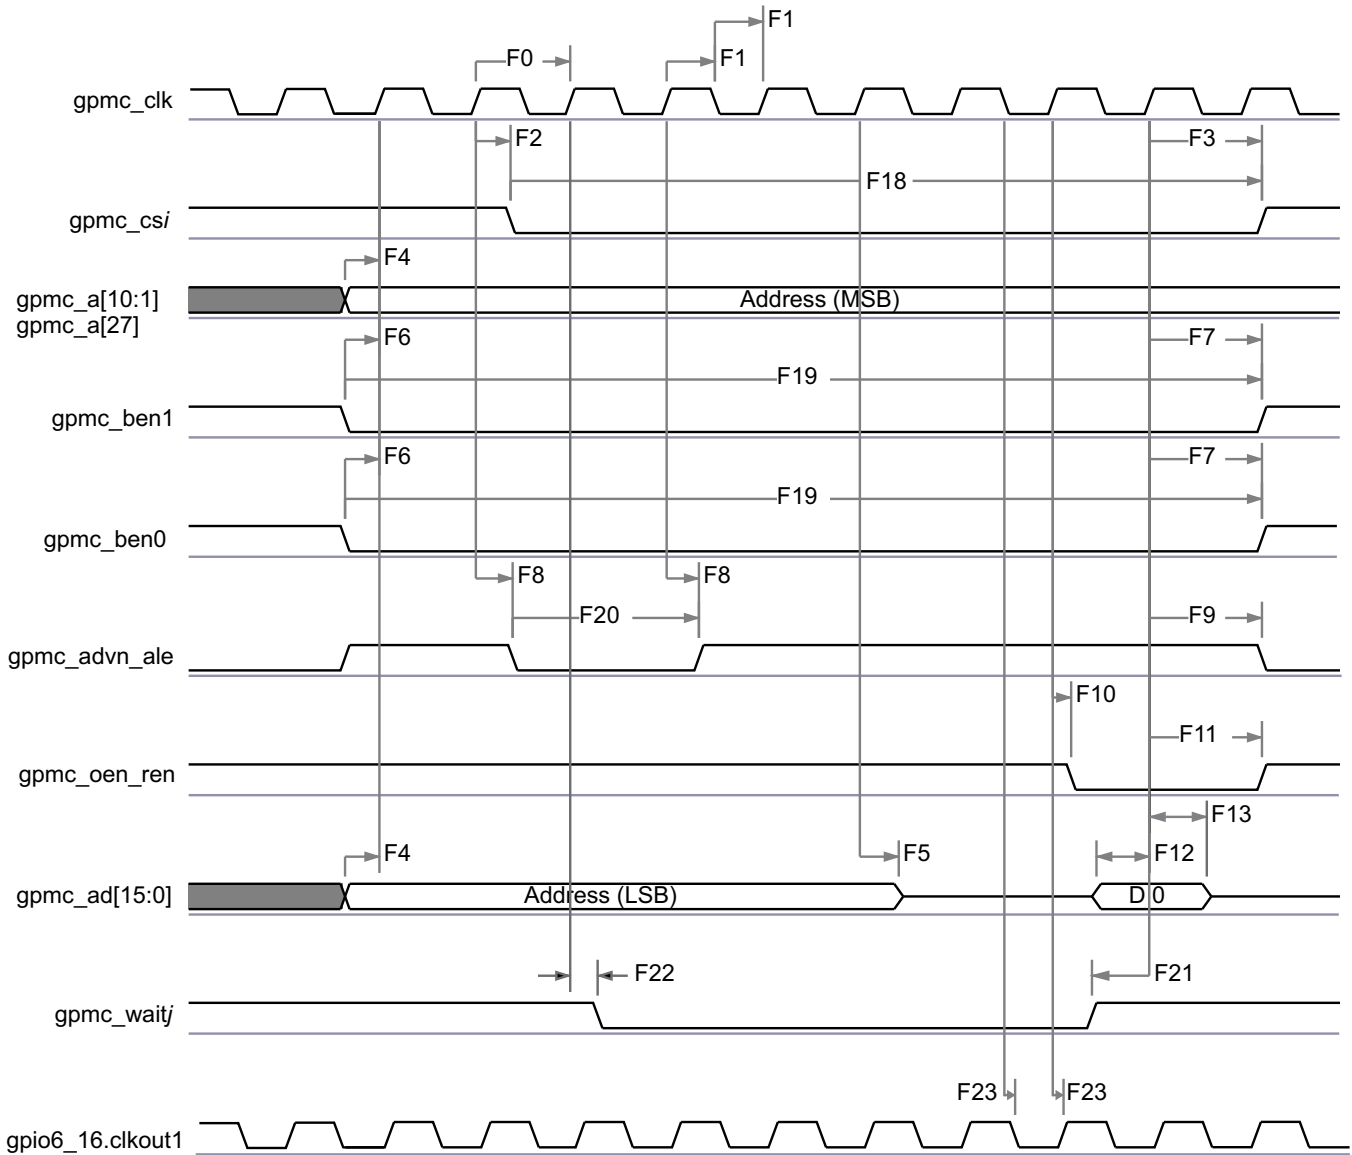 F1
F0
F1
gpmc_clk
F2
F3
F18
gpmc_csi
F4
gpmc_a[10:1]
Address (MSB)
gpmc_a[27]
F6
F7
F19
gpmc_ben1
F6
F7
F19
gpmc_ben0
F8
F8
F20
F9
gpmc_advn_ale
F10
F11
gpmc_oen_ren
F13
F4
F5
F12
gpmc_ad[15:0]
Address (LSB)
D 0
F22
F21
gpmc_waitj
F23
F23
gpio6_16.clkout1